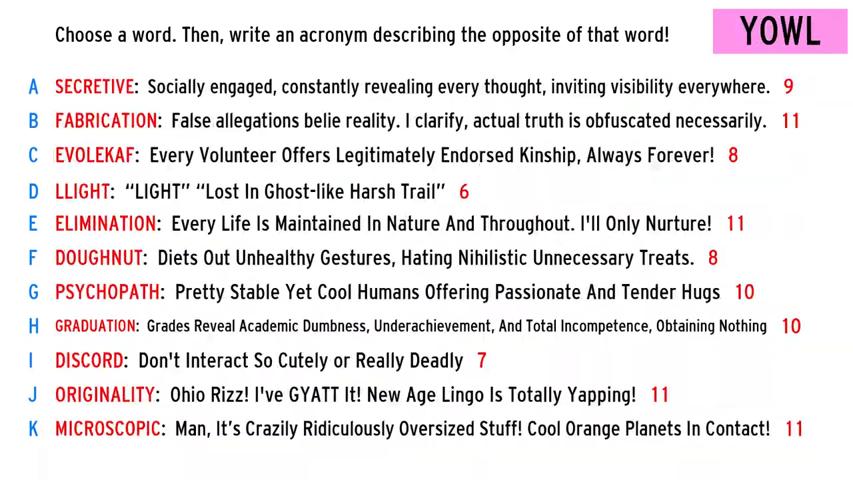 Choose a word. Then, write an acronym describing the opposite of that word!
YOWL
A SECRETIVE: Socially engaged, constantly revealing every thought, inviting visibility everywhere. 9
B FABRICATION: False allegations belie reality. I clarify, actual truth is obfuscated necessarily. 11
C EVOLEKAF: Every Volunteer Offers Legitimately Endorsed Kinship, Always Forever! 8
D LLIGHT: “LIGHT” “Lost In Ghost-like Harsh Trail” 6
E ELIMINATION: Every Life Is Maintained In Nature And Throughout. I'll Only Nurture! 11
F DOUGHNUT: Diets Out Unhealthy Gestures, Hating Nihilistic Unnecessary Treats. 8
G PSYCHOPATH: Pretty Stable Yet Cool Humans Offering Passionate And Tender Hugs 10
H GRADUATION: Grades Reveal Academic Dumbness, Underachievement, And Total Incompetence, Obtaining Nothing 10
I DISCORD: Don't Interact So Cutely or Really Deadly 7
J ORIGINALITY: Ohio Rizz! I've GYATT It! New Age Lingo Is Totally Yapping! 11
K MICROSCOPIC: Man, It's Crazily Ridiculously Oversized Stuff! Cool Orange Planets In Contact! 11